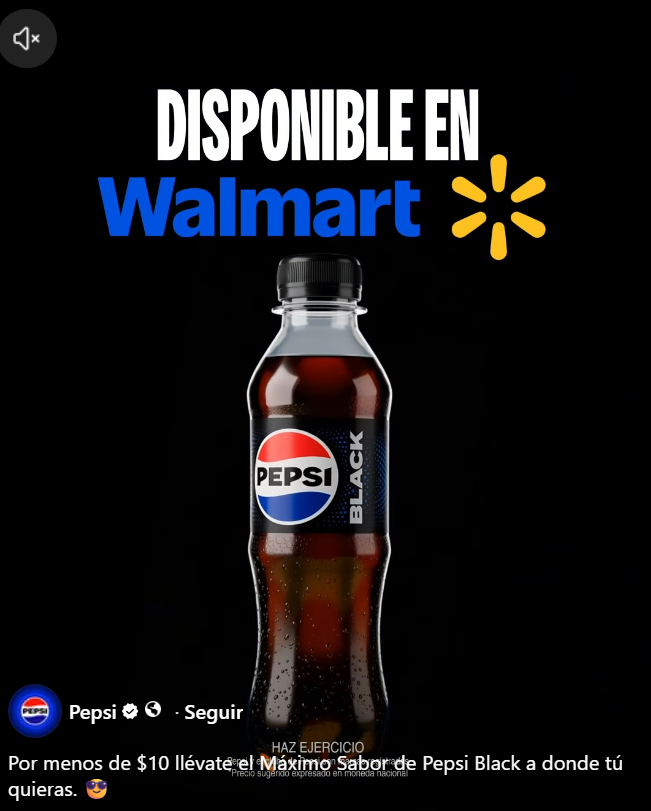 DISPONIBLE EN
Walmart
PEPSI
BLACK
PEPSI
Pepsi · Seguir
HAZ EJERCICIO
Por menos de $10 llévate el Máximo Sabor de Pepsi Black a donde tú
quieras. 😎
Precio sugerido expresado en moneda nacional